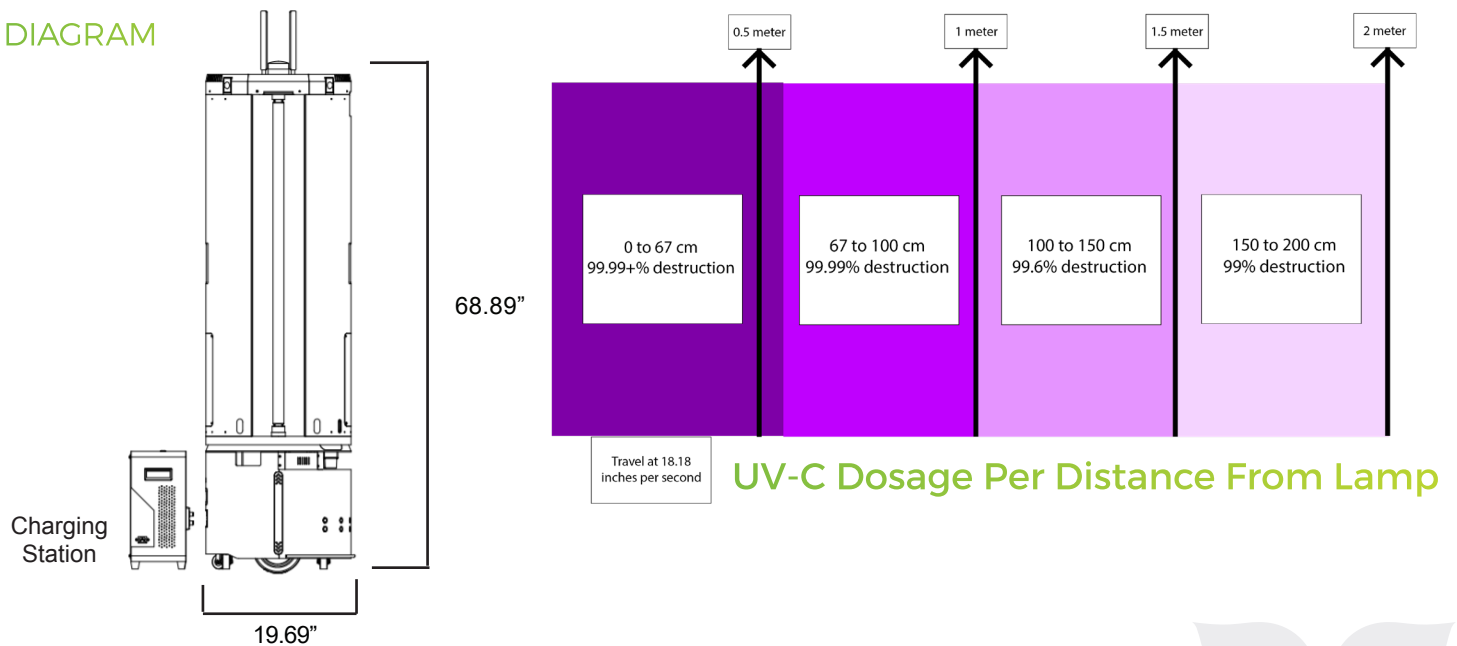 DIAGRAM
68.89”
Charging
Station
19.69”
0.5 meter
1 meter
1.5 meter
2 meter
0 to 67 cm
99.99+% destruction
67 to 100 cm
99.99% destruction
100 to 150 cm
99.6% destruction
150 to 200 cm
99% destruction
Travel at 18.18
inches per second
UV-C Dosage Per Distance From Lamp